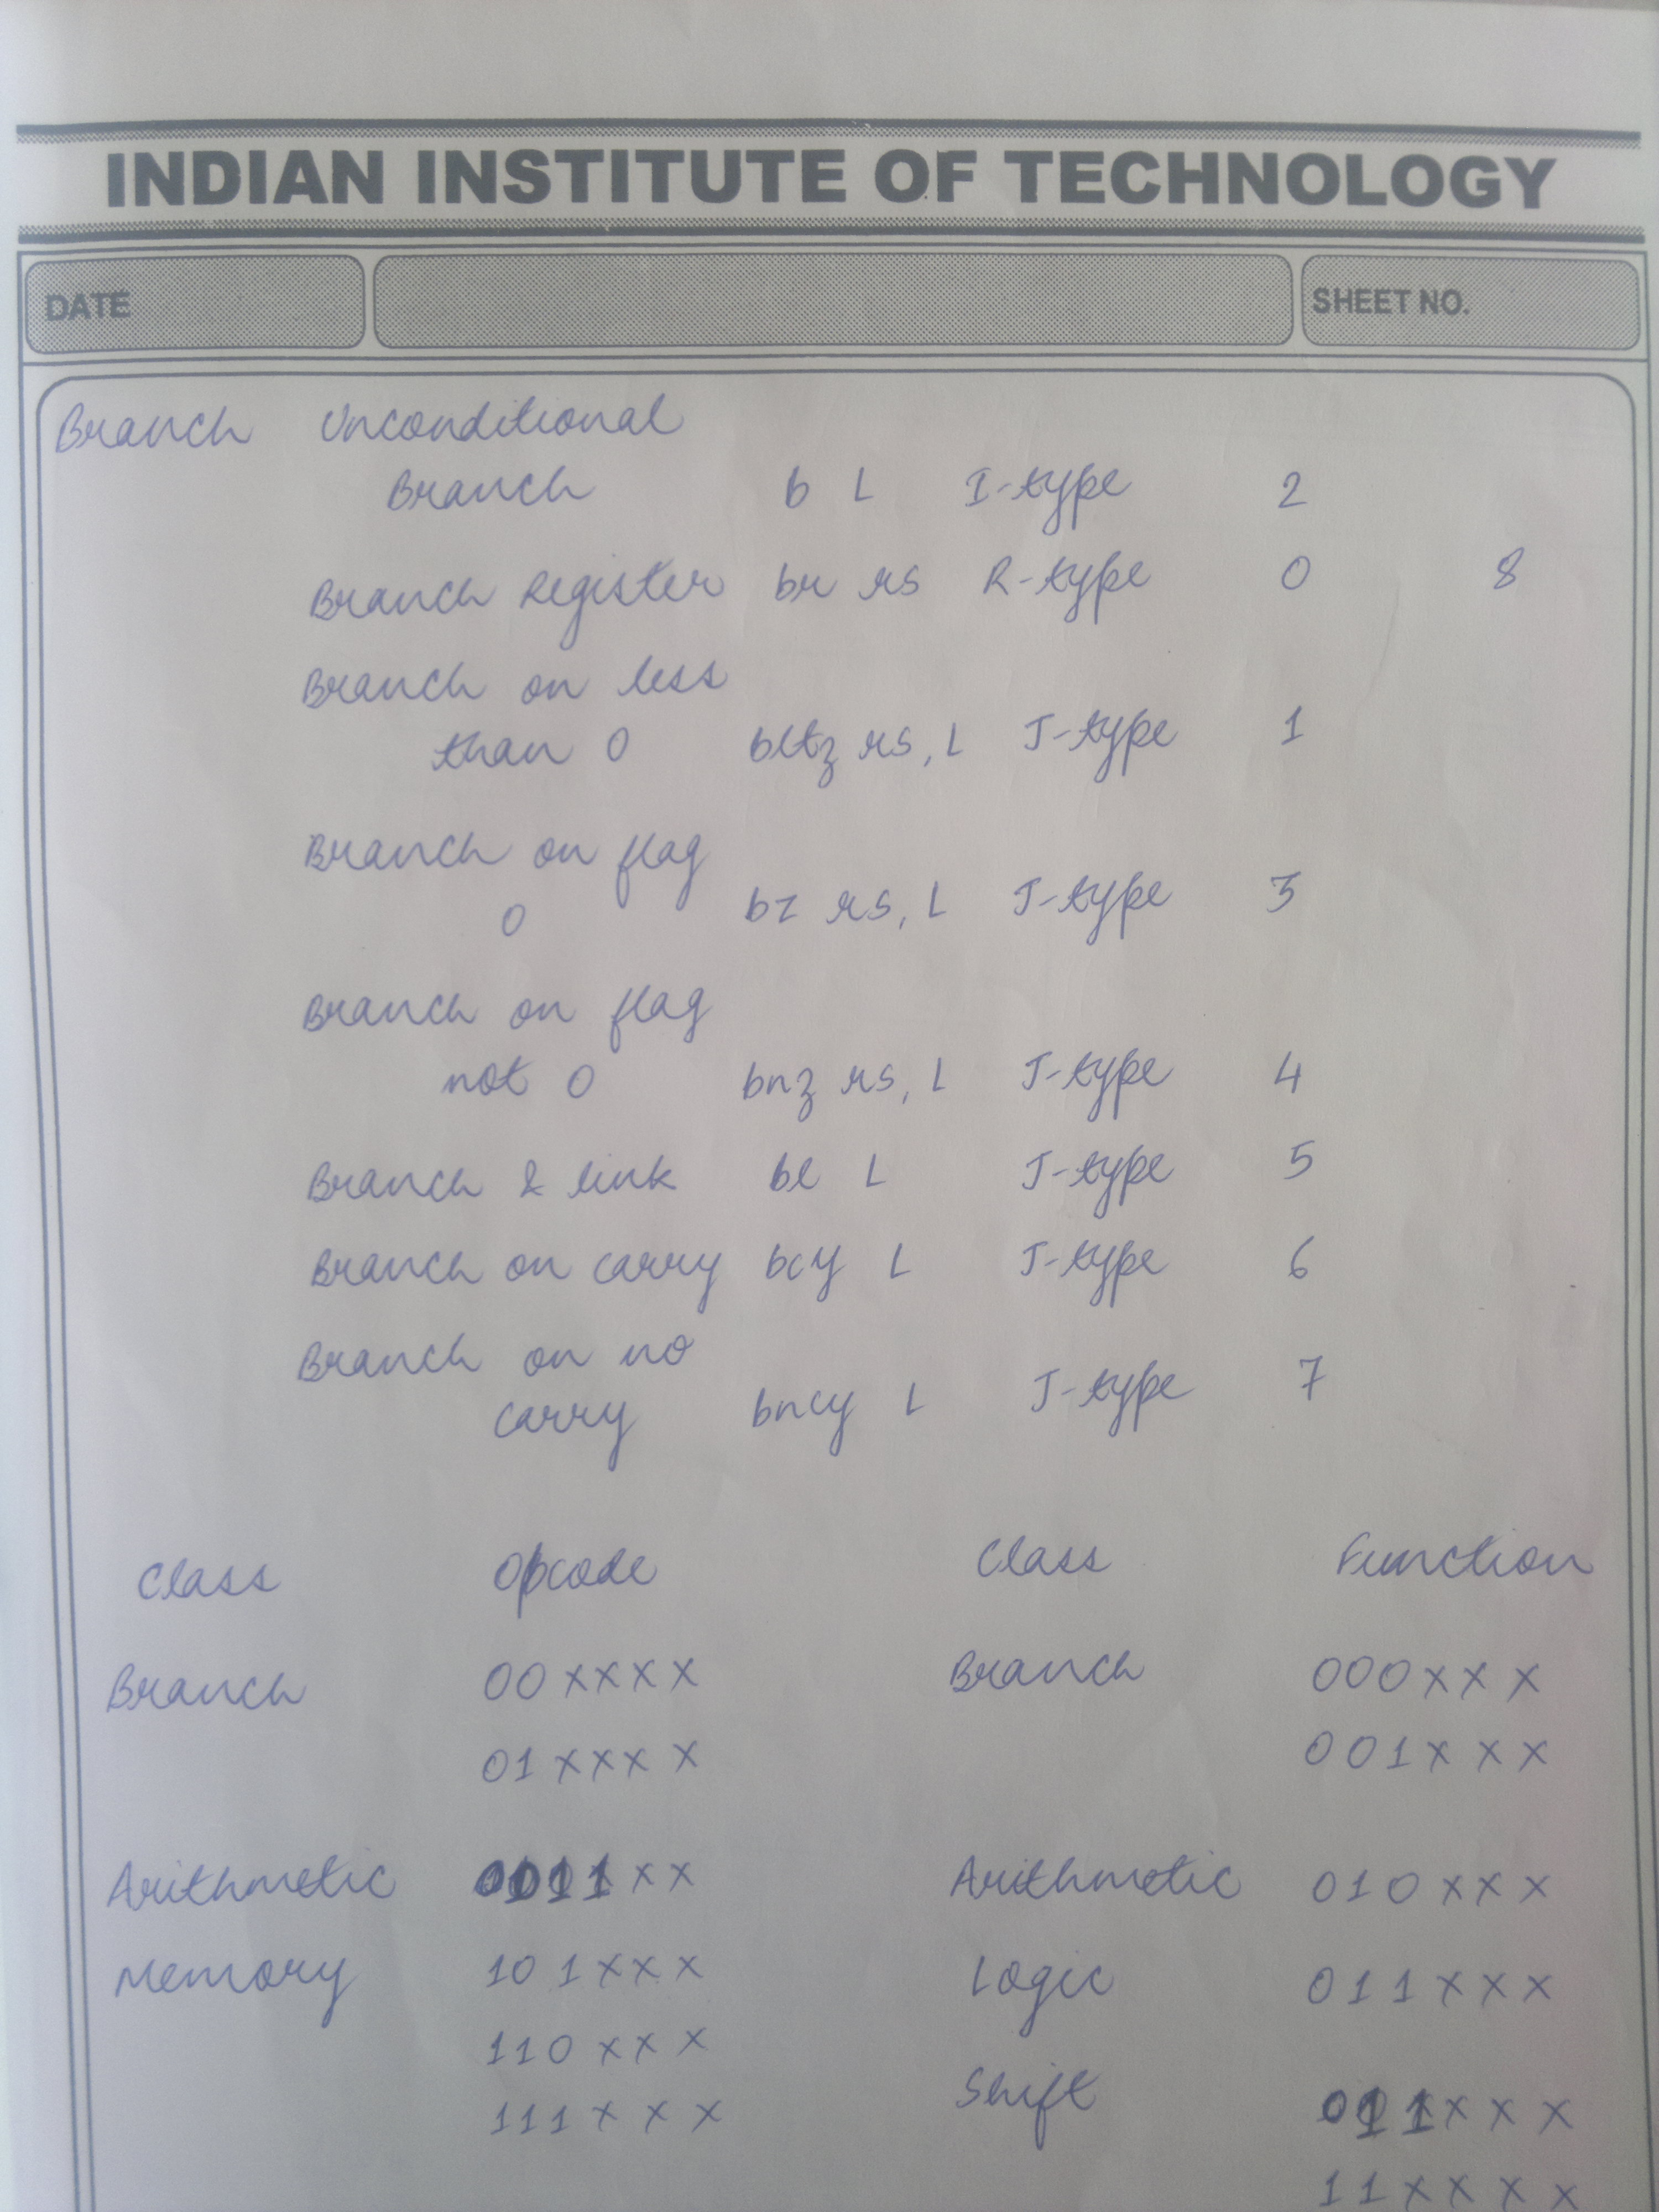 INDIAN INSTITUTE OF TECHNOLOGY
DATE
SHEET NO.
Branch Unconditional
Branch b L I-type 2
Branch Register br rs R-type 0 8
Branch on less
than 0 bltz rs, L J-type 1
Branch on flag
0 bz rs, L J-type 3
Branch on flag
not 0 bnz rs, L J-type 4
Branch & link bl L J-type 5
Branch on carry bcy L J-type 6
Branch on no
carry bncy L J-type 7
Class Opcode Class Function
Branch 00xxxx Branch 000xxx
01xxxx 001xxx
Arithmetic 0011xx Arithmetic 010xxx
Memory 101xxx Logic 011xxx
110xxx
Shift 011xxx
111xxx
11xxxx